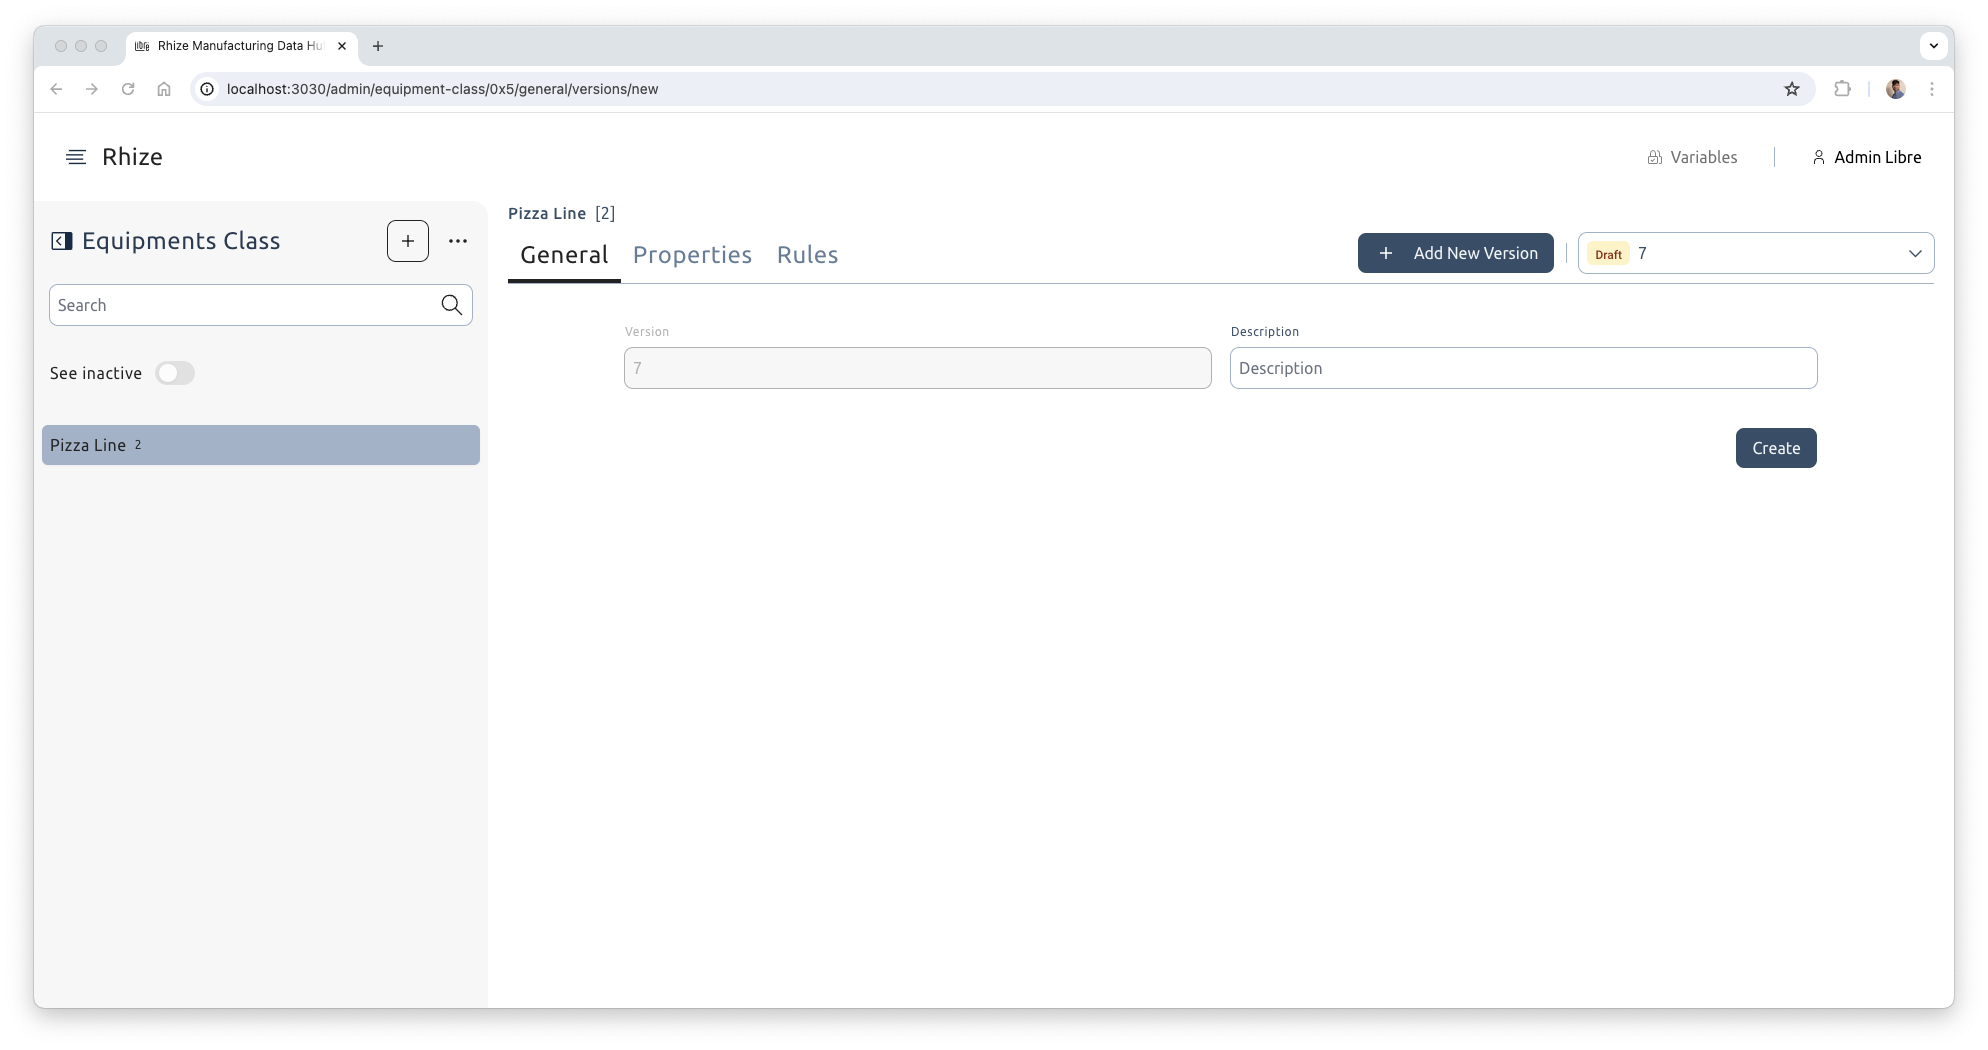 Rhize Manufacturing Data Hu
localhost:3030/admin/equipment-class/0x5/general/versions/new
Rhize
Variables
Admin Libre
Equipments Class
Search
See inactive
Pizza Line 2
Pizza Line [2]
General Properties Rules
Add New Version
Draft 7
Version
7
Description
Description
Create